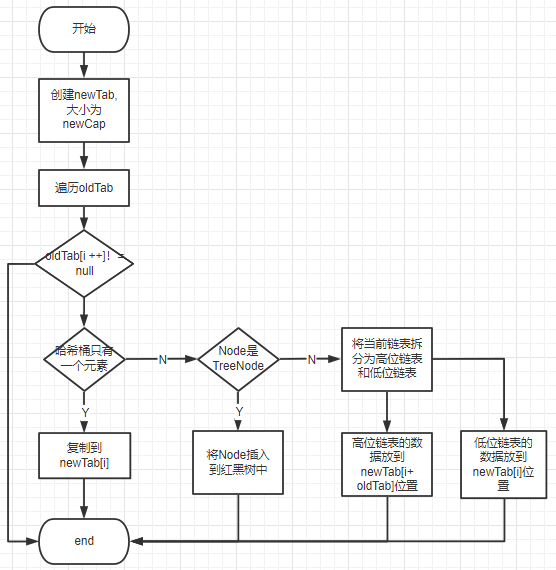 开始
创建newTab,
大小为
newCap
遍历oldTab
oldTab[i ++]! =
null
哈希桶只有
一个元素
N
Node是
TreeNode
N
将当前链表拆
分为高位链表
和低位链表
Y
Y
复制到
newTab[i]
将Node插入
到红黑树中
高位链表的数
据放到
newTab[i+
oldTab]位置
低位链表的
数据放到
newTab[i]位
置
end